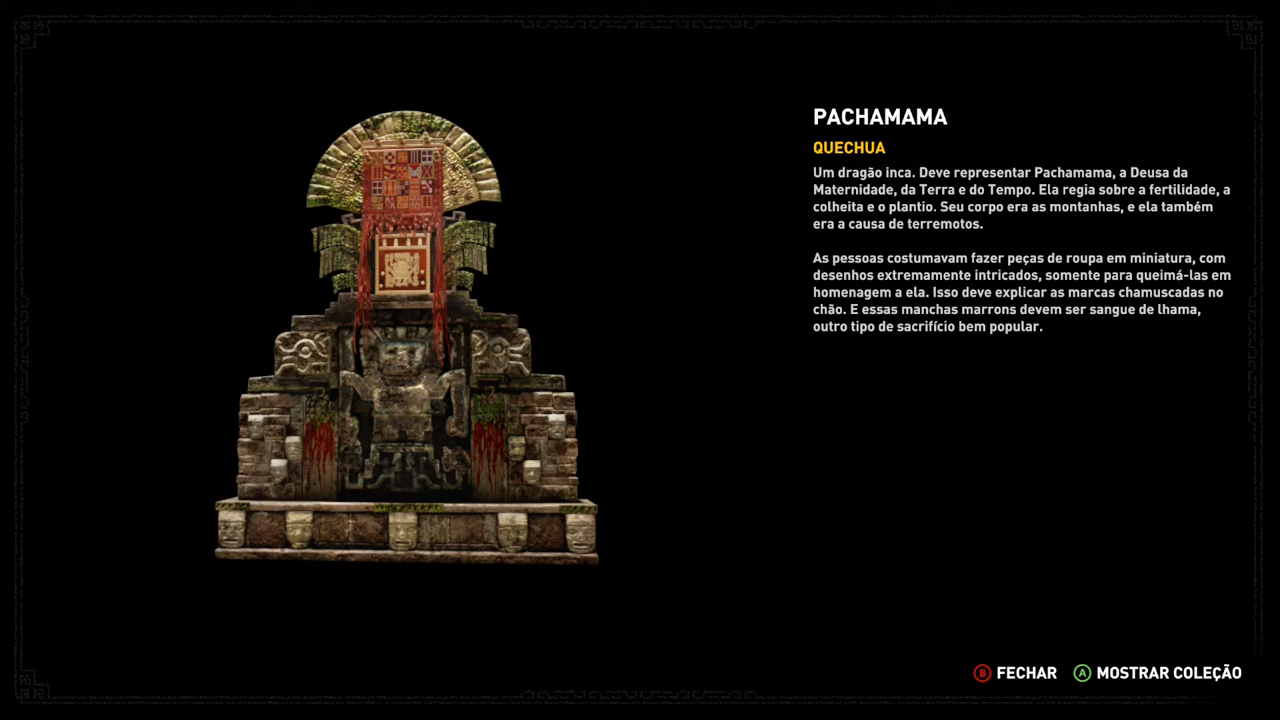 PACHAMAMA
QUECHUA
Um dragão inca. Deve representar Pachamama, a Deusa da
Maternidade, da Terra e do Tempo. Ela regia sobre a fertilidade, a
colheita e o plantio. Seu corpo era as montanhas, e ela também
era a causa de terremotos.
As pessoas costumavam fazer peças de roupa em miniatura, com
desenhos extremamente intricados, somente para queimá-las em
homenagem a ela. Isso deve explicar as marcas chamuscadas no
chão. E essas manchas marrons devem ser sangue de lhama,
outro tipo de sacrifício bem popular.
B FECHAR A MOSTRAR COLEÇÃO